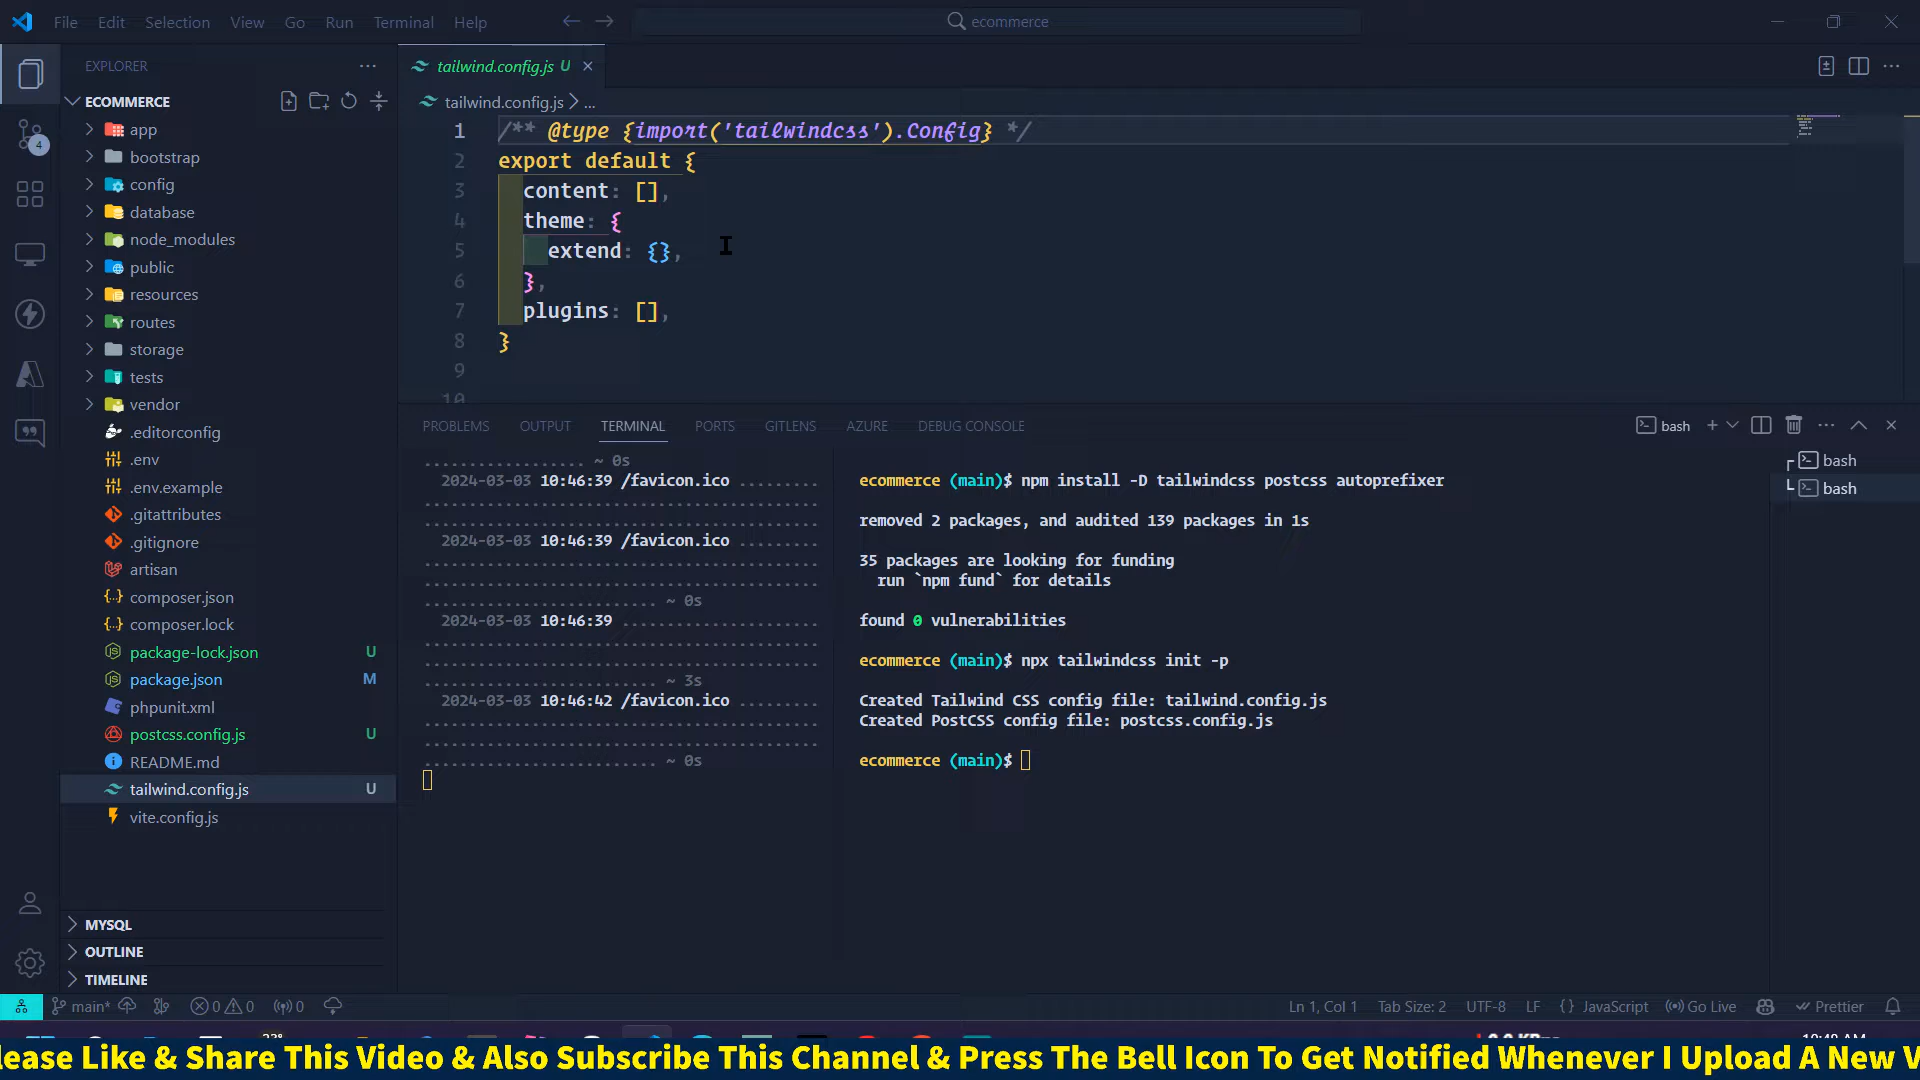 File Edit Selection View Go Run Terminal Help
ecommerce
EXPLORER
ECOMMERCE
app
bootstrap
config
database
node_modules
public
resources
routes
storage
tests
vendor
.editorconfig
.env
.env.example
.gitattributes
.gitignore
artisan
composer.json
composer.lock
package-lock.json U
package.json M
phpunit.xml
postcss.config.js U
README.md
tailwind.config.js U
vite.config.js
MYSQL
OUTLINE
TIMELINE
4
tailwind.config.js U
tailwind.config.js > ...
1 /** @type {import('tailwindcss').Config} */
2 export default {
3 content: [],
4 theme: {
5 extend: {},
6 },
7 plugins: [],
8 }
9
10
PROBLEMS OUTPUT TERMINAL PORTS GITLENS AZURE DEBUG CONSOLE
bash
.................. ~ 0s
2024-03-03 10:46:39 /favicon.ico .........
............................................
............................................
2024-03-03 10:46:39 /favicon.ico .........
............................................
............................................
.......................... ~ 0s
2024-03-03 10:46:39 ......................
............................................
............................................
.......................... ~ 3s
2024-03-03 10:46:42 /favicon.ico .........
............................................
............................................
.......................... ~ 0s
ecommerce (main)$ npm install -D tailwindcss postcss autoprefixer
removed 2 packages, and audited 139 packages in 1s
35 packages are looking for funding
run `npm fund` for details
found 0 vulnerabilities
ecommerce (main)$ npx tailwindcss init -p
Created Tailwind CSS config file: tailwind.config.js
Created PostCSS config file: postcss.config.js
ecommerce (main)$
bash
bash
main* 0 0 0
Ln 1, Col 1 Tab Size: 2 UTF-8 LF {} JavaScript Go Live Prettier
lease Like & Share This Video & Also Subscribe This Channel & Press The Bell Icon To Get Notified Whenever I Upload A New V